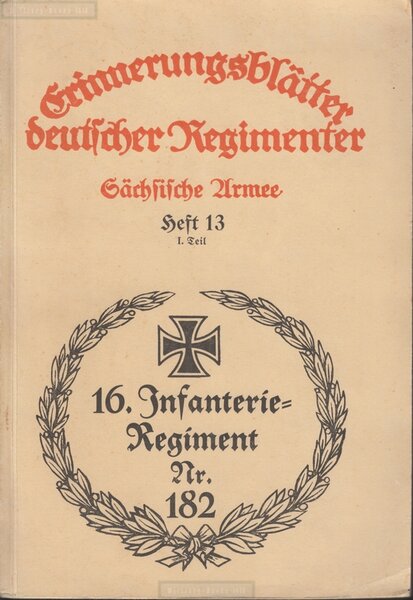 Erinnerungsblätter
deutscher Regimenter
Sächsische Armee
Heft 13
I. Teil
16. Infanterie=
Regiment
Nr.
182